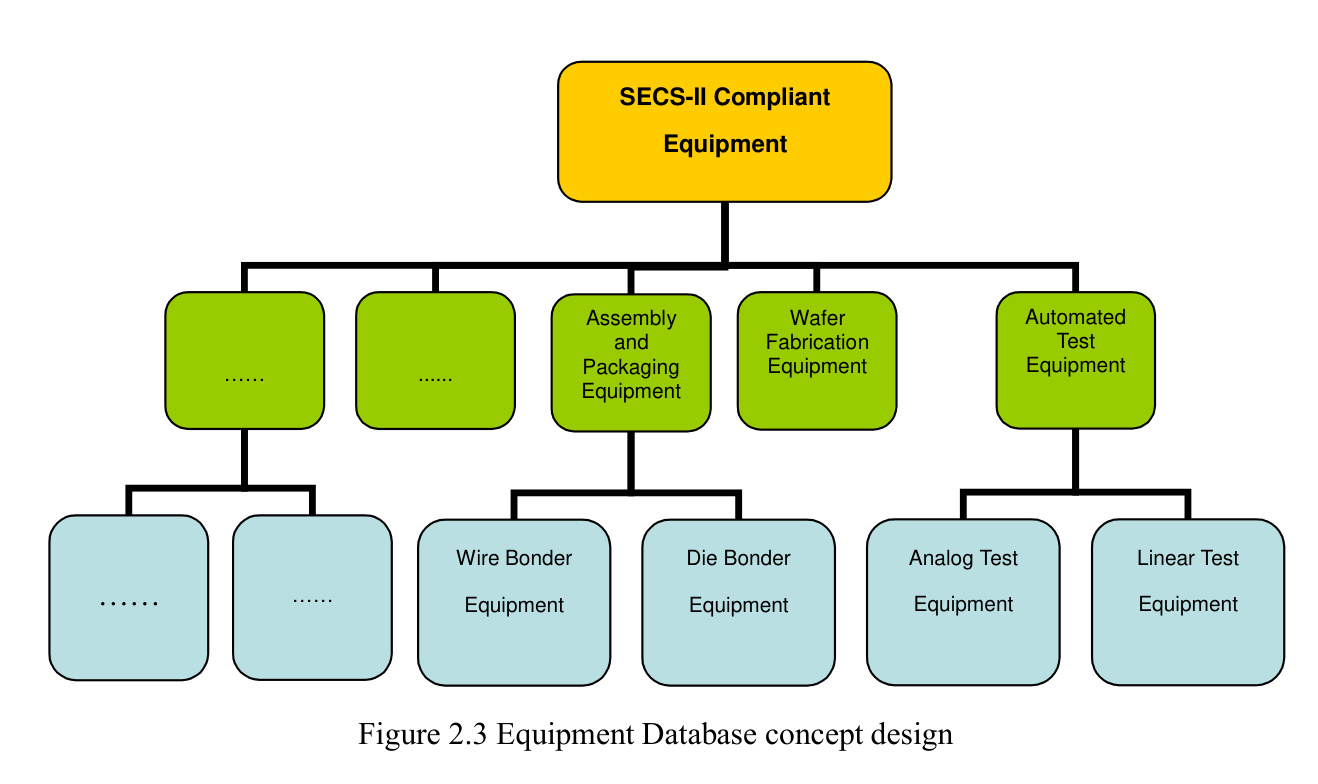 SECS-II Compliant
Equipment
……
......
Assembly
and
Packaging
Equipment
Wafer
Fabrication
Equipment
Automated
Test
Equipment
……
……
Wire Bonder
Equipment
Die Bonder
Equipment
Analog Test
Equipment
Linear Test
Equipment
Figure 2.3 Equipment Database concept design